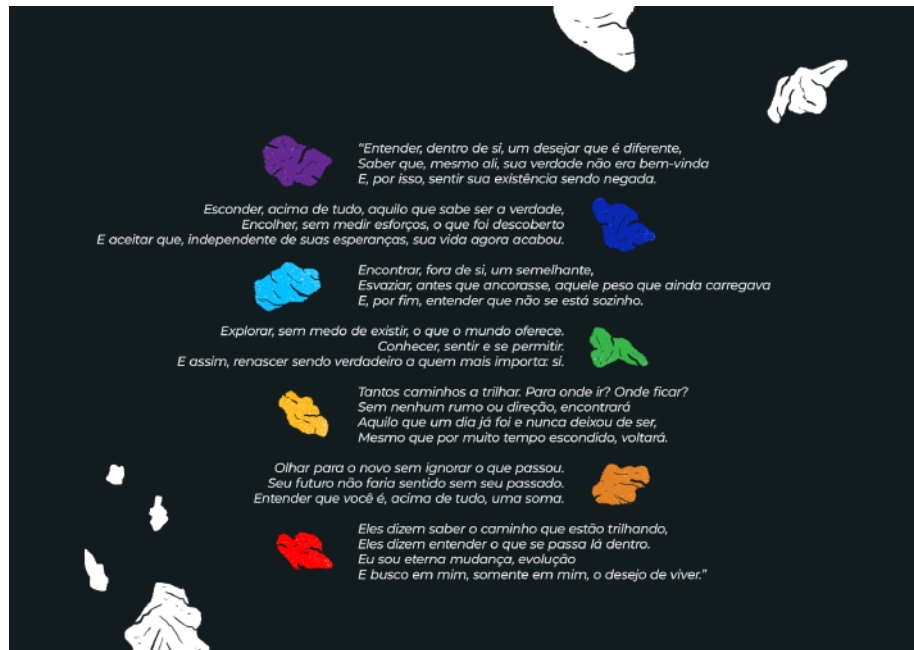 “Entender, dentro de si, um desejar que é diferente,
Saber que, mesmo ali, sua verdade não era bem-vinda
E, por isso, sentir sua existência sendo negada.
Esconder, acima de tudo, aquilo que sabe ser a verdade,
Encolher, sem medir esforços, o que foi descoberto
E aceitar que, independente de suas esperanças, sua vida agora acabou.
Encontrar, fora de si, um semelhante,
Esvaziar, antes que ancorasse, aquele peso que ainda carregava
E, por fim, entender que não se está sozinho.
Explorar, sem medo de existir, o que o mundo oferece.
Conhecer, sentir e se permitir.
E assim, renascer sendo verdadeiro a quem mais importa: si.
Tantos caminhos a trilhar. Para onde ir? Onde ficar?
Sem nenhum rumo ou direção, encontrará
Aquilo que um dia já foi e nunca deixou de ser,
Mesmo que por muito tempo escondido, voltará.
Olhar para o novo sem ignorar o que passou.
Seu futuro não faria sentido sem seu passado.
Entender que você é, acima de tudo, uma soma.
Eles dizem saber o caminho que estão trilhando,
Eles dizem entender o que se passa lá dentro.
Eu sou eterna mudança, evolução
E busco em mim, somente em mim, o desejo de viver.”